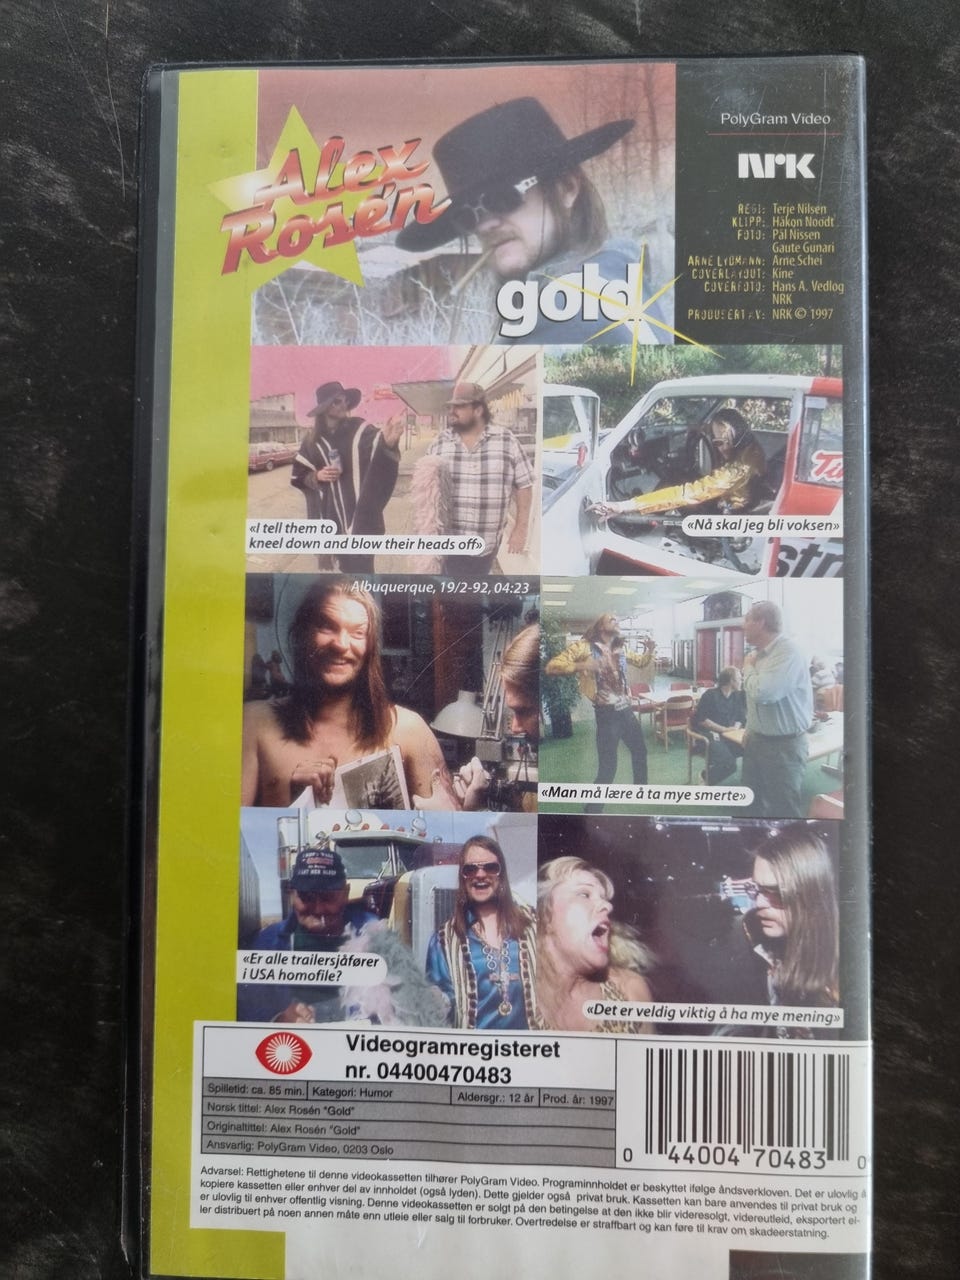 Alex
Rosén
gold
PolyGram Video
NRK
REGI: Terje Nilsen
KLIPP: Håkon Nodt
FOTO: Pål Nissen
Gaute Gunari
ARNE LYDMANN: Arne Schei
COVERLAYOUT: Kine
COVERFOTO: Hans A. Vedlog
NRK
PRODUSERT AV: NRK © 1997
«I tell them to
kneel down and blow their heads off»
«Nå skal jeg bli voksen»
Albuquerque, 19/2-92, 04:23
«Man må lære å ta mye smerte»
«Er alle trailersjåfører
i USA homofile?
«Det er veldig viktig å ha mye mening»
Videogramregisteret
nr. 04400470483
Spilletid: ca. 85 min. Kategori: Humor Aldersgr.: 12 år Prod. år: 1997
Norsk tittel: Alex Rosén "Gold"
Originaltittel: Alex Rosén "Gold"
Ansvarlig: PolyGram Video, 0203 Oslo
0 44004 70483 0
Advarsel: Rettighetene til denne videokassetten tilhører PolyGram Video. Programinnholdet er beskyttet ifølge åndsverkloven. Det er ulovlig å
kopiere kassetten eller enhver del av innholdet (også lyden). Dette gjelder også privat bruk. Kassetten kan bare anvendes til privat bruk og
er ulovlig til enhver offentlig visning. Denne videokassetten er solgt på den betingelse at den ikke blir videresolgt, videreutleid, eksportert el-
ler distribuert på noen annen måte enn utleie eller salg til forbruker. Overtredelse er straffbart og kan føre til krav om skadeerstatning.